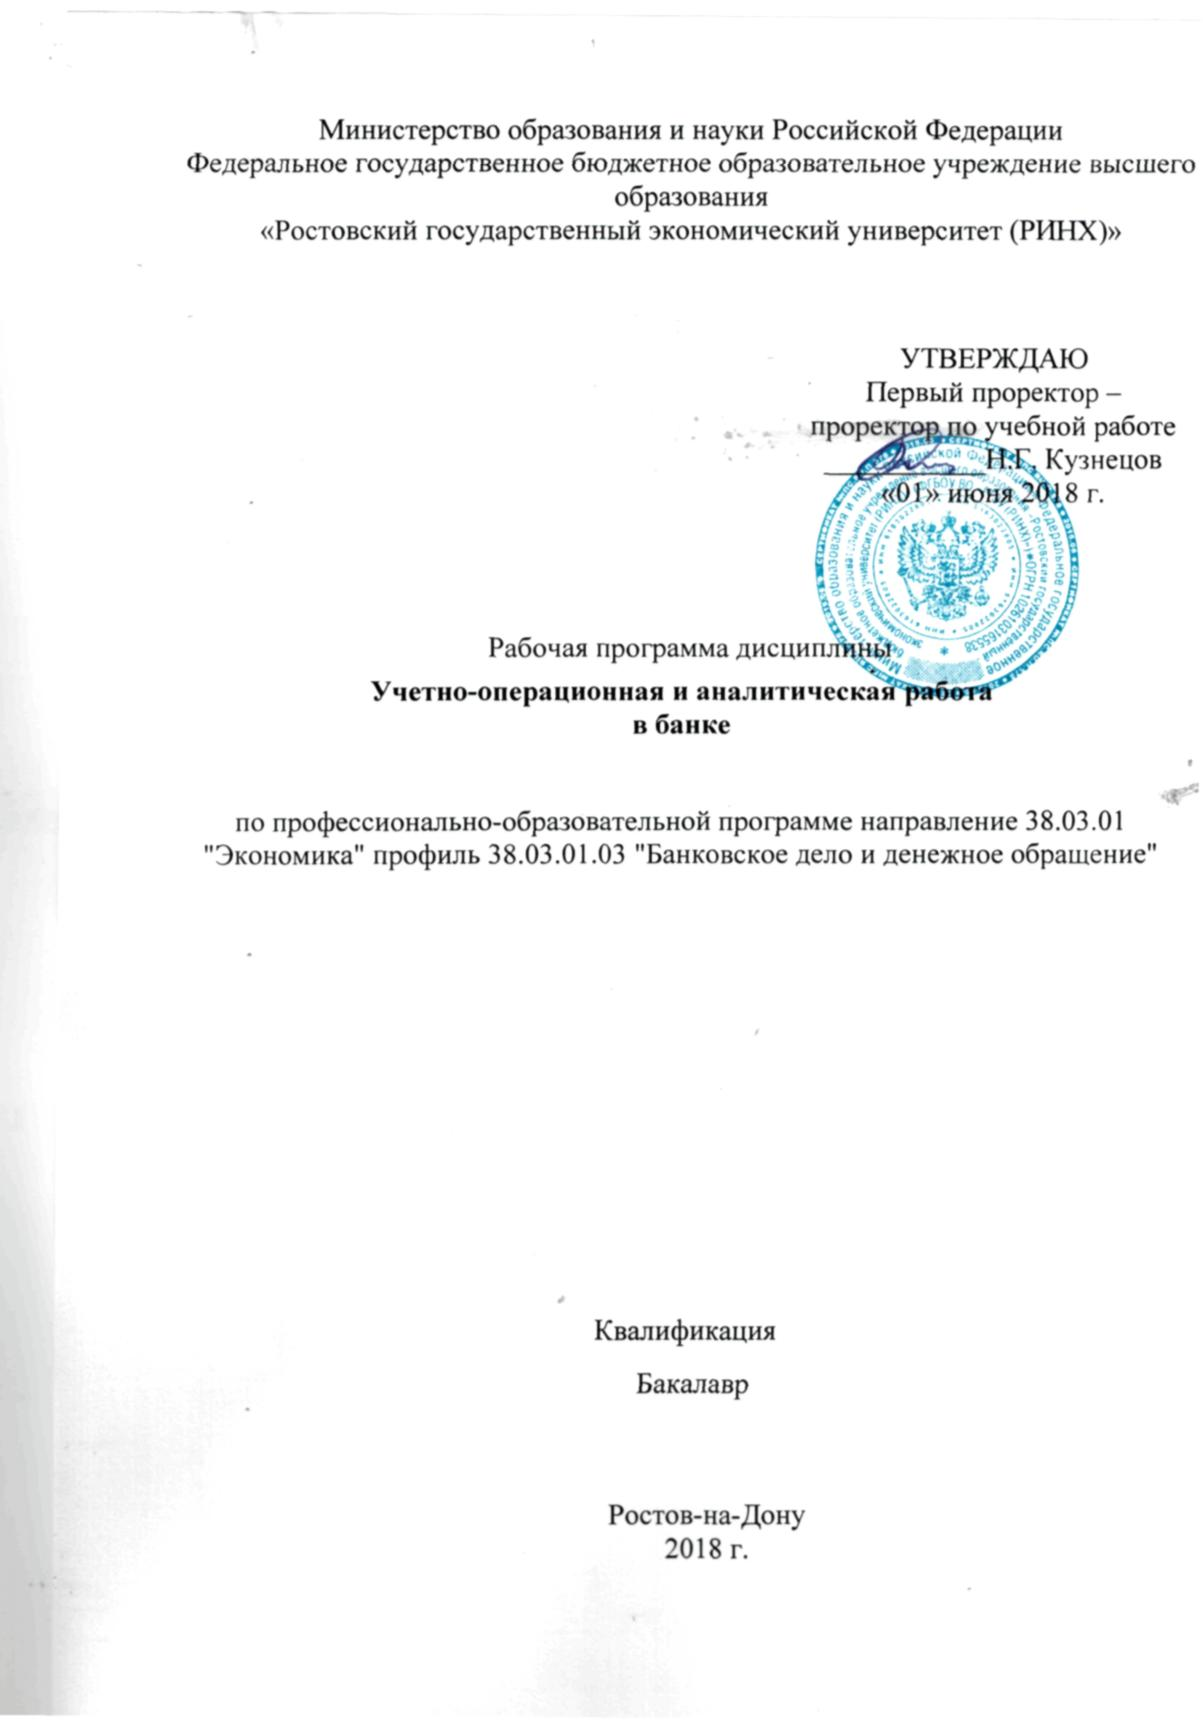 Министерство образования и науки Российской Федерации
Федеральное государственное бюджетное образовательное учреждение высшего
образования
«Ростовский государственный экономический университет (РИНХ)»
УТВЕРЖДАЮ
Первый проректор –
проректор по учебной работе
Н.Г. Кузнецов
«01» июня 2018 г.
Рабочая программа дисциплины
Учетно-операционная и аналитическая работа
в банке
по профессионально-образовательной программе направление 38.03.01
"Экономика" профиль 38.03.01.03 "Банковское дело и денежное обращение"
Квалификация
Бакалавр
Ростов-на-Дону
2018 г.